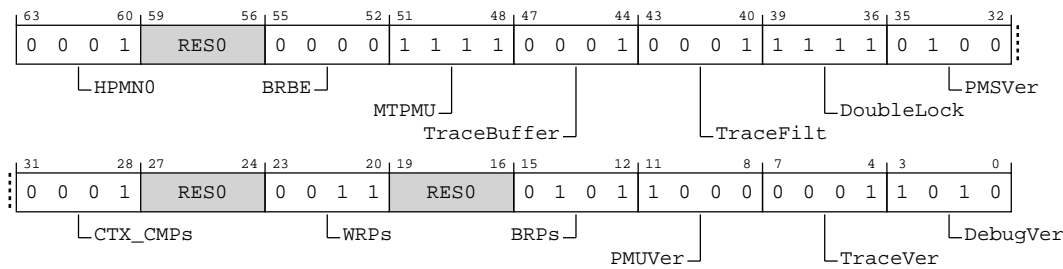 63 60 59 56 55 52 51 48 47 44 43 40 39 36 35 32
0 0 0 1 RES0 0 0 0 0 1 1 1 1 0 0 0 1 0 0 0 1 1 1 1 1 0 1 0 0
HPMN0 BRBE PMSVer
MTPMU DoubleLock
TraceBuffer TraceFilt
31 28 27 24 23 20 19 16 15 12 11 8 7 4 3 0
0 0 0 1 RES0 0 0 1 1 RES0 0 1 0 1 1 0 0 0 0 0 0 1 1 0 1 0
CTX_CMPs WRPs BRPs DebugVer
PMUVer TraceVer